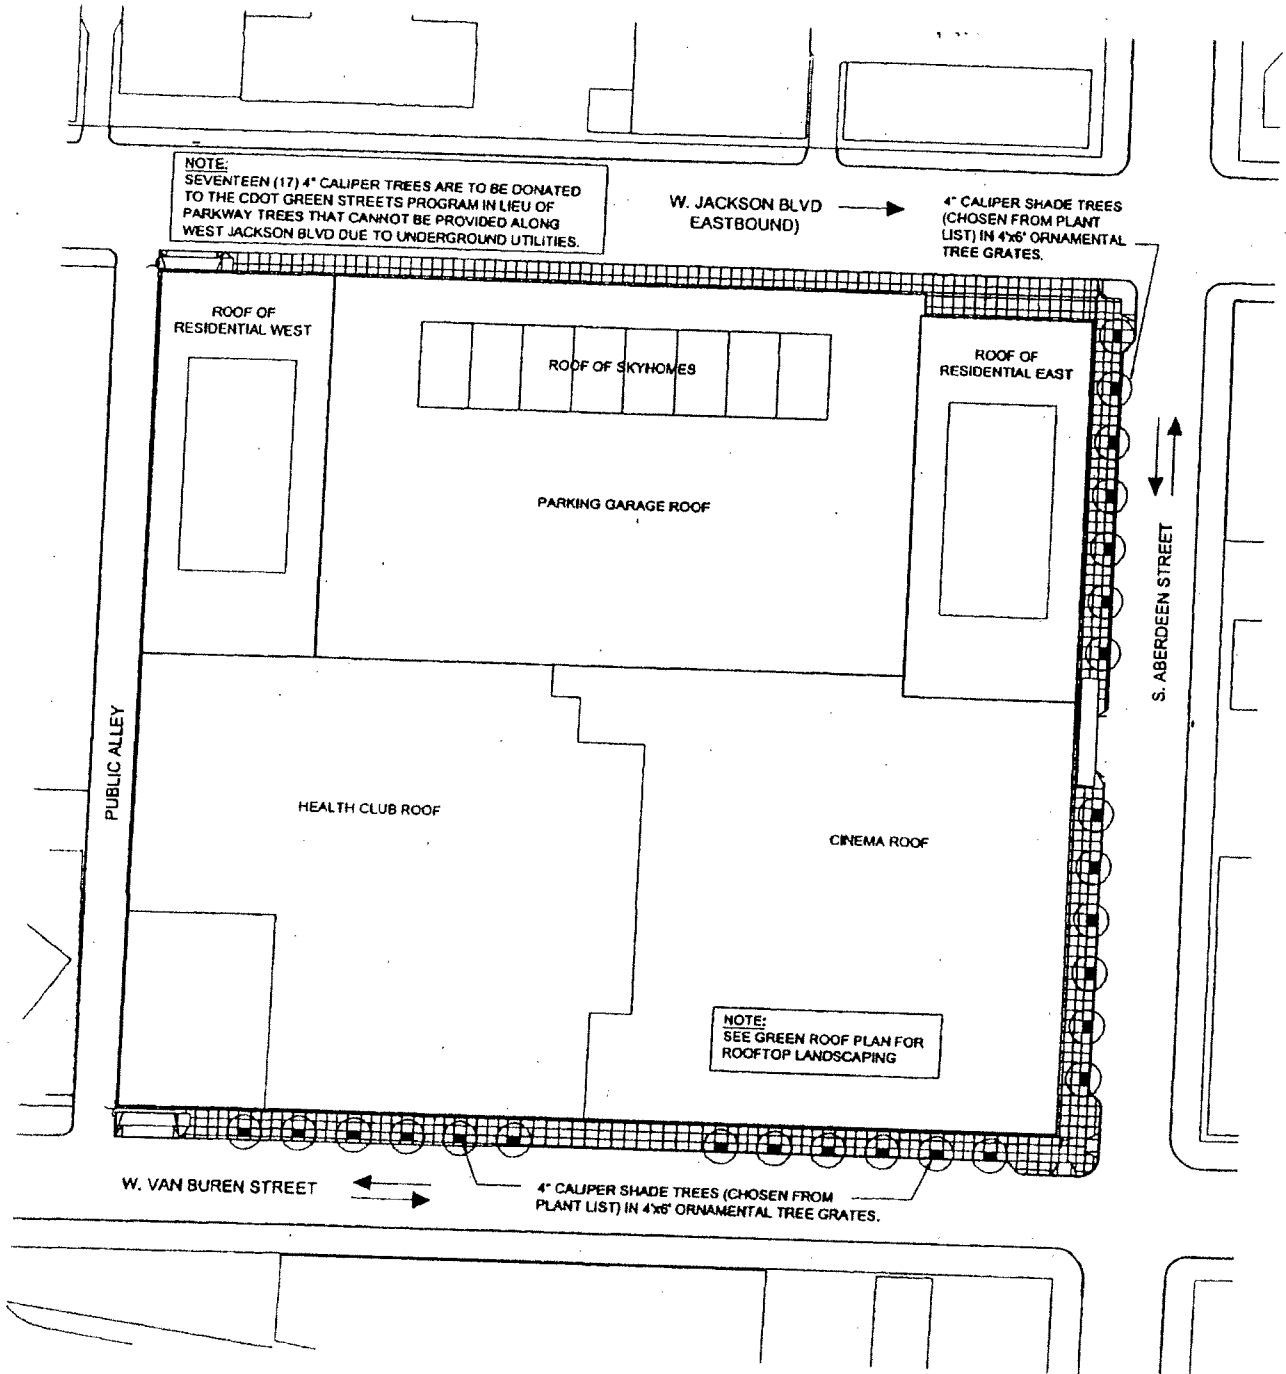 NOTE:
SEVENTEEN (17) 4" CALIPER TREES ARE TO BE DONATED
TO THE CDOT GREEN STREETS PROGRAM IN LIEU OF
PARKWAY TREES THAT CANNOT BE PROVIDED ALONG
WEST JACKSON BLVD DUE TO UNDERGROUND UTILITIES.
W. JACKSON BLVD
EASTBOUND)
4" CALIPER SHADE TREES
(CHOSEN FROM PLANT
LIST) IN 4'x6' ORNAMENTAL
TREE GRATES.
ROOF OF
RESIDENTIAL WEST
ROOF OF SKYHOMES
ROOF OF
RESIDENTIAL EAST
PARKING GARAGE ROOF
S. ABERDEEN STREET
PUBLIC ALLEY
HEALTH CLUB ROOF
CINEMA ROOF
NOTE:
SEE GREEN ROOF PLAN FOR
ROOFTOP LANDSCAPING
W. VAN BUREN STREET
4" CALIPER SHADE TREES (CHOSEN FROM
PLANT LIST) IN 4'x6' ORNAMENTAL TREE GRATES.